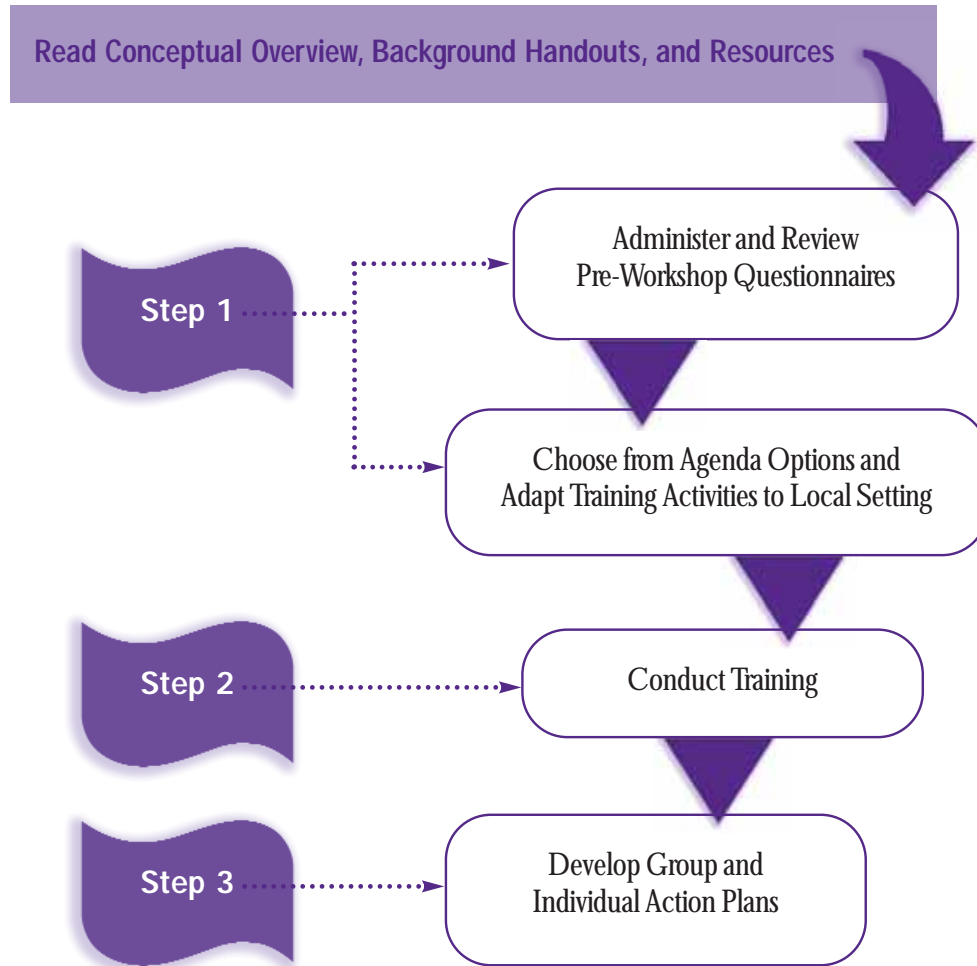 Read Conceptual Overview, Background Handouts, and Resources
Administer and Review
Pre-Workshop Questionnaires
Step 1
Choose from Agenda Options and
Adapt Training Activities to Local Setting
Step 2
Conduct Training
Step 3
Develop Group and
Individual Action Plans